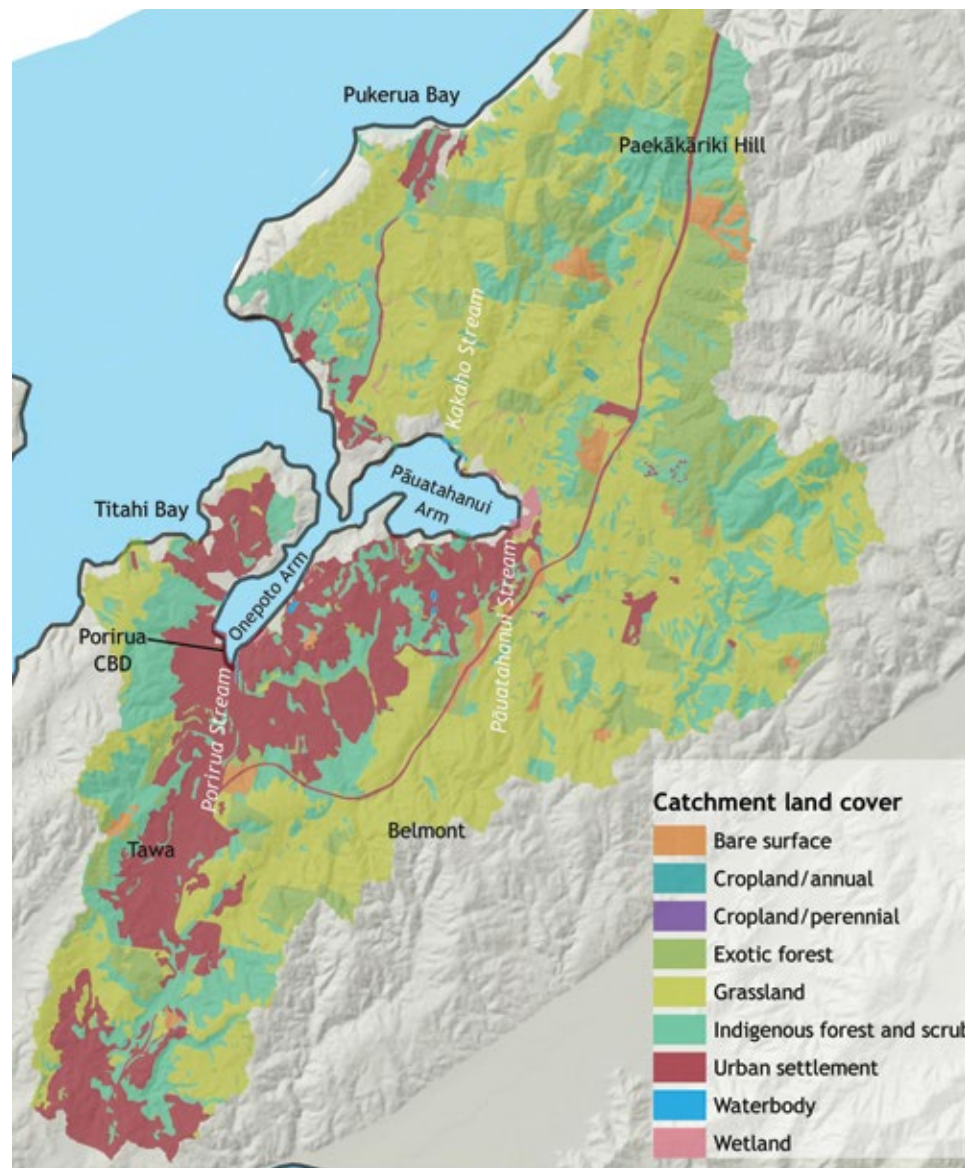 Pukerua Bay
Paekākāriki Hill
Kakaho Stream
Pāuatahanui
Arm
Titahi Bay
Onepoto Arm
Porirua
CBD
Pāuatahanui Stream
Porirua Stream
Belmont
Tawa
Catchment land cover
Bare surface
Cropland/annual
Cropland/perennial
Exotic forest
Grassland
Indigenous forest and scrub
Urban settlement
Waterbody
Wetland